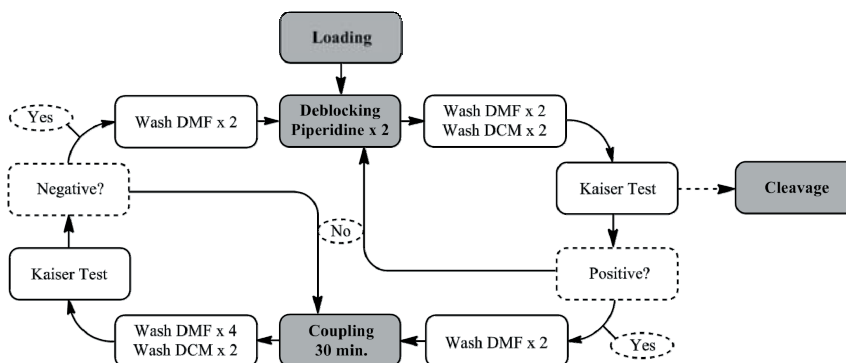 Loading
Yes
Wash DMF x 2
Deblocking
Piperidine x 2
Wash DMF x 2
Wash DCM x 2
Negative?
Kaiser Test
Cleavage
No
Kaiser Test
Positive?
Wash DMF x 4
Wash DCM x 2
Coupling
30 min.
Wash DMF x 2
Yes